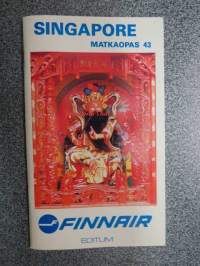 SINGAPORE
MATKAOPAS 43
FINNAIR
EDITUM